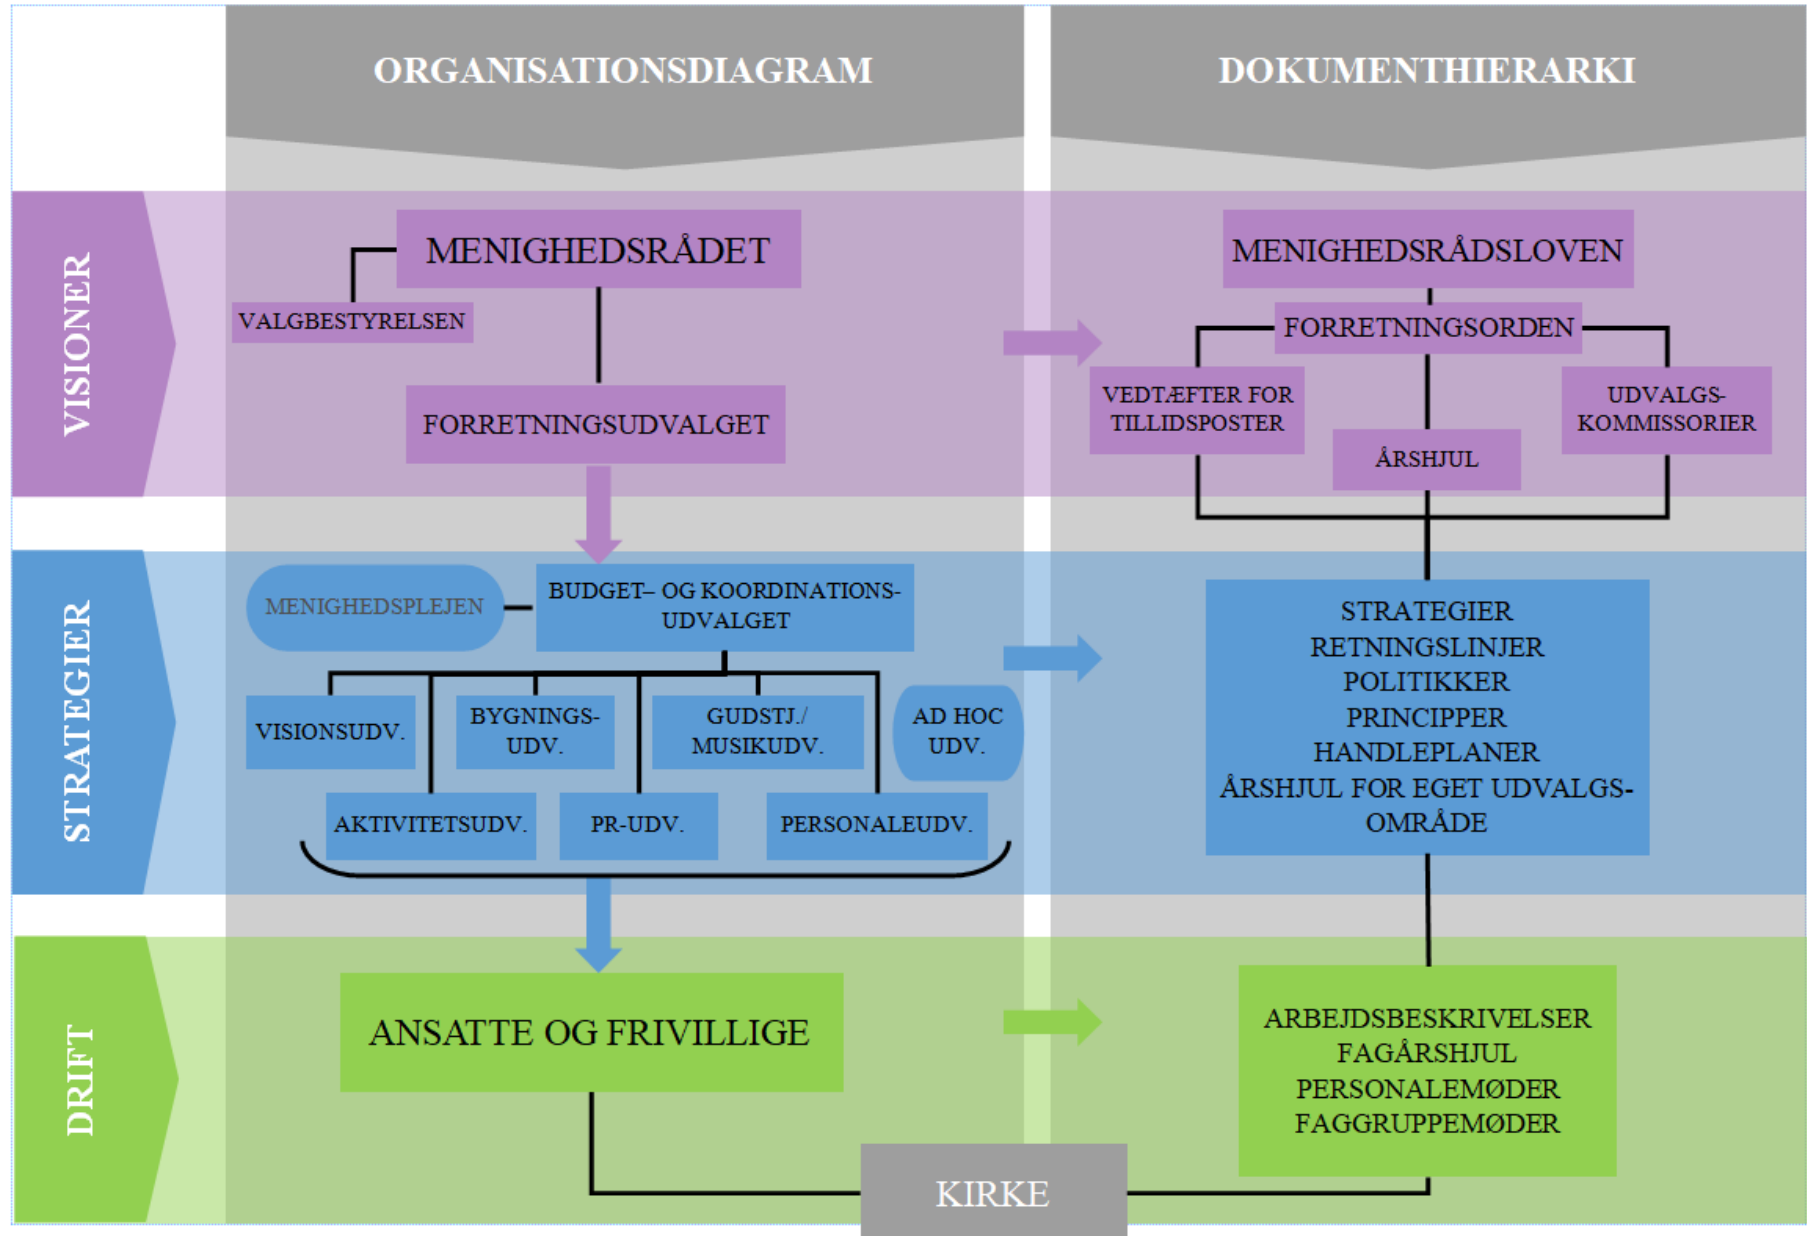 ORGANISATIONSDIAGRAM
DOKUMENTHIERARKI
VISIONER
MENIGHEDSRÅDET
VALGBESTYRELSEN
FORRETNINGSUDVALGET
MENIGHEDSRÅDSLOVEN
FORRETNINGSORDEN
VEDTÆFTER FOR
TILLIDSPOSTER
ÅRSHJUL
UDVALGS-
KOMMISSORIER
STRATEGIER
MENIGHEDSPLEJEN
BUDGET– OG KOORDINATIONS-
UDVALGET
VISIONSUDV.
BYGNINGS-
UDV.
GUDSTJ./
MUSIKUDV.
AD HOC
UDV.
AKTIVITETSUDV.
PR-UDV.
PERSONALEUDV.
STRATEGIER
RETNINGSLINJER
POLITIKKER
PRINCIPPER
HANDLEPLANER
ÅRSHJUL FOR EGET UDVALGS-
OMRÅDE
DRIFT
ANSATTE OG FRIVILLIGE
ARBEJDSBESKRIVELSER
FAGÅRSHJUL
PERSONALEMØDER
FAGGRUPPEMØDER
KIRKE